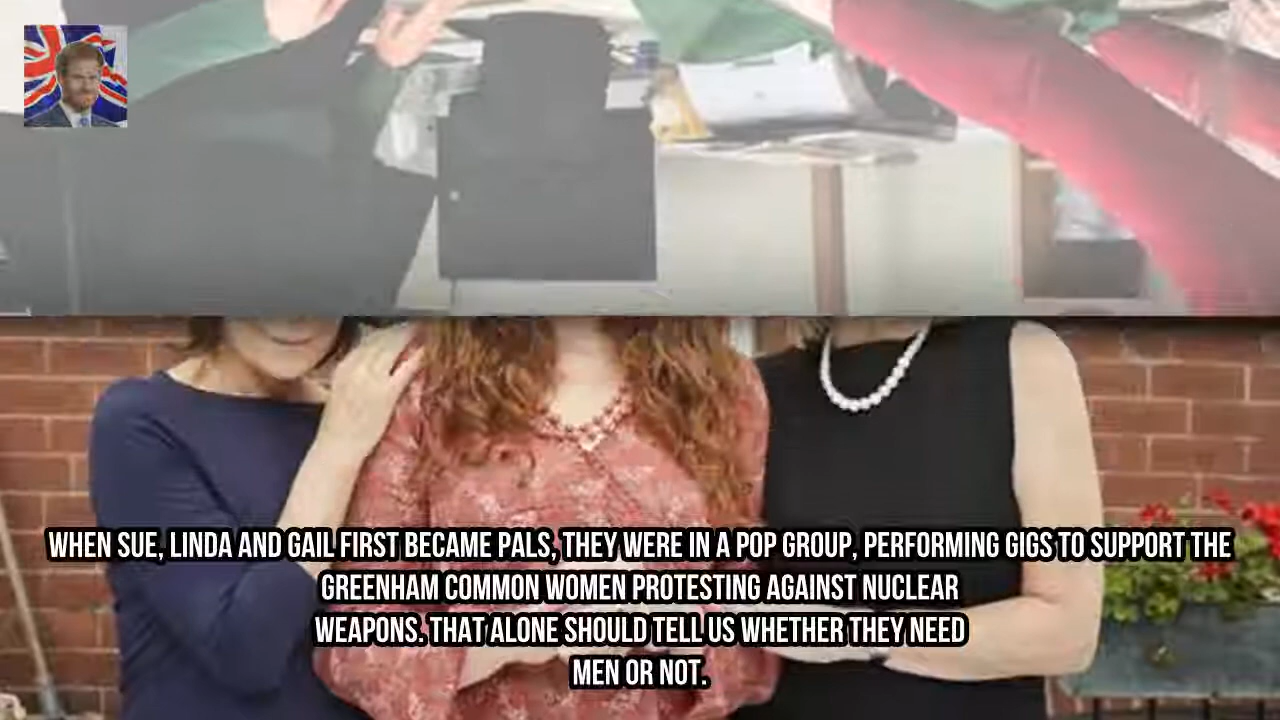 WHEN SUE, LINDA AND GAIL FIRST BECAME PALS, THEY WERE IN A POP GROUP, PERFORMING GIGS TO SUPPORT THE
GREENHAM COMMON WOMEN PROTESTING AGAINST NUCLEAR
WEAPONS. THAT ALONE SHOULD TELL US WHETHER THEY NEED
MEN OR NOT.